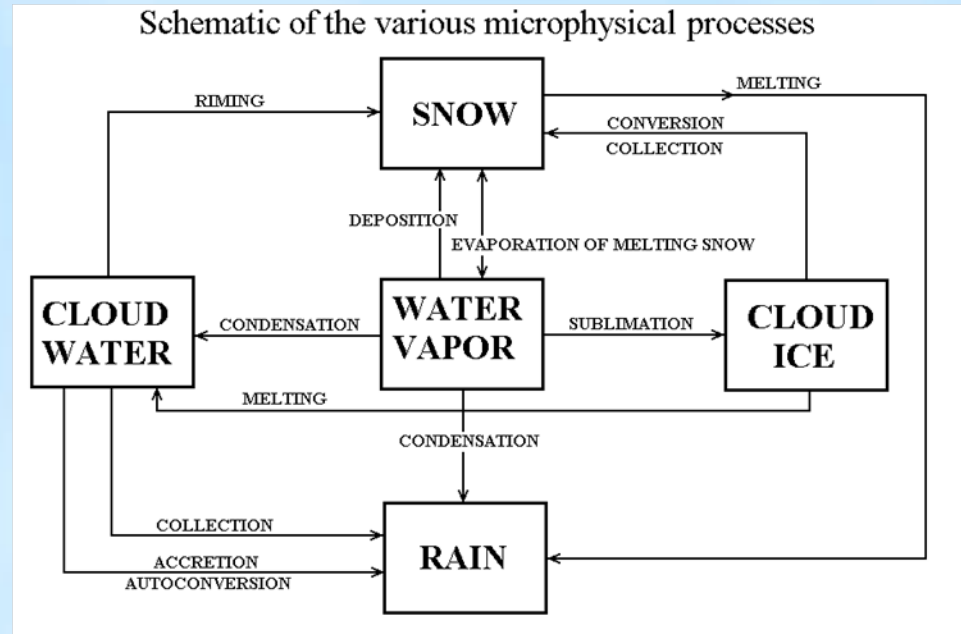 Schematic of the various microphysical processes
MELTING
RIMING
SNOW
CONVERSION
COLLECTION
DEPOSITION
EVAPORATION OF MELTING SNOW
CLOUD
WATER
CONDENSATION
WATER
VAPOR
SUBLIMATION
CLOUD
ICE
MELTING
CONDENSATION
COLLECTION
ACCRETION
AUTOCONVERSION
RAIN